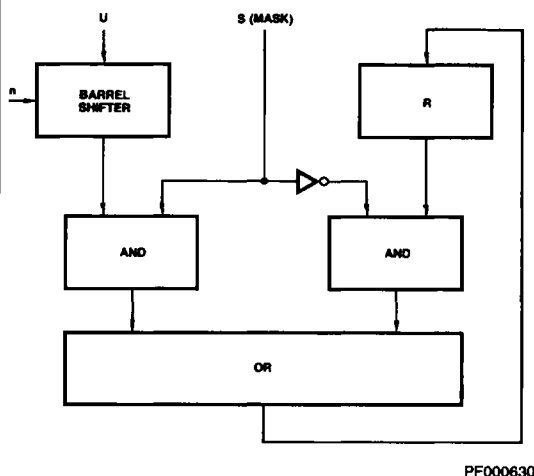 U
S (MASK)
n
BARREL
SHIFTER
R
AND
AND
OR
PF000630